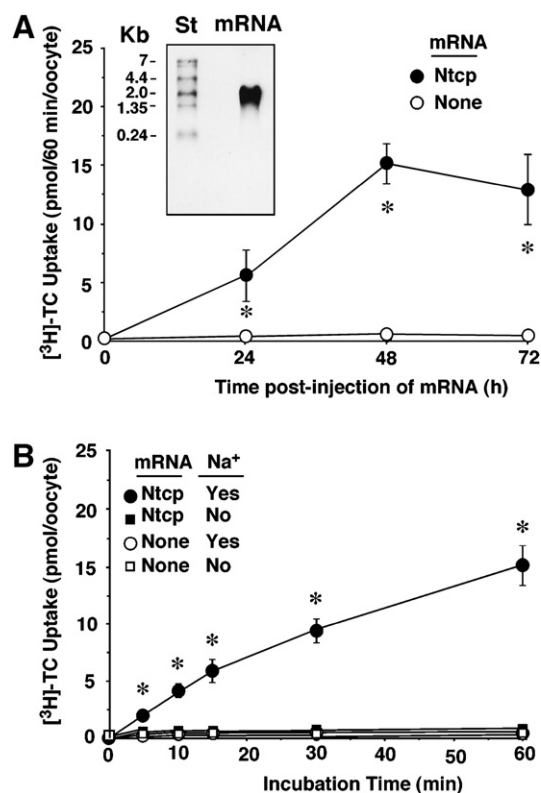 A
Kb St mRNA
7
4.4
2.0
1.35
0.24
mRNA
Ntcp
None
*
*
*
25
20
15
10
5
0
0 24 48 72
[³H]-TC Uptake (pmol/60 min/oocyte)
Time post-injection of mRNA (h)
B
mRNA Na⁺
Ntcp Yes
Ntcp No
None Yes
None No
* * * * *
25
20
15
10
5
0
0 10 20 30 40 50 60
[³H]-TC Uptake (pmol/oocyte)
Incubation Time (min)